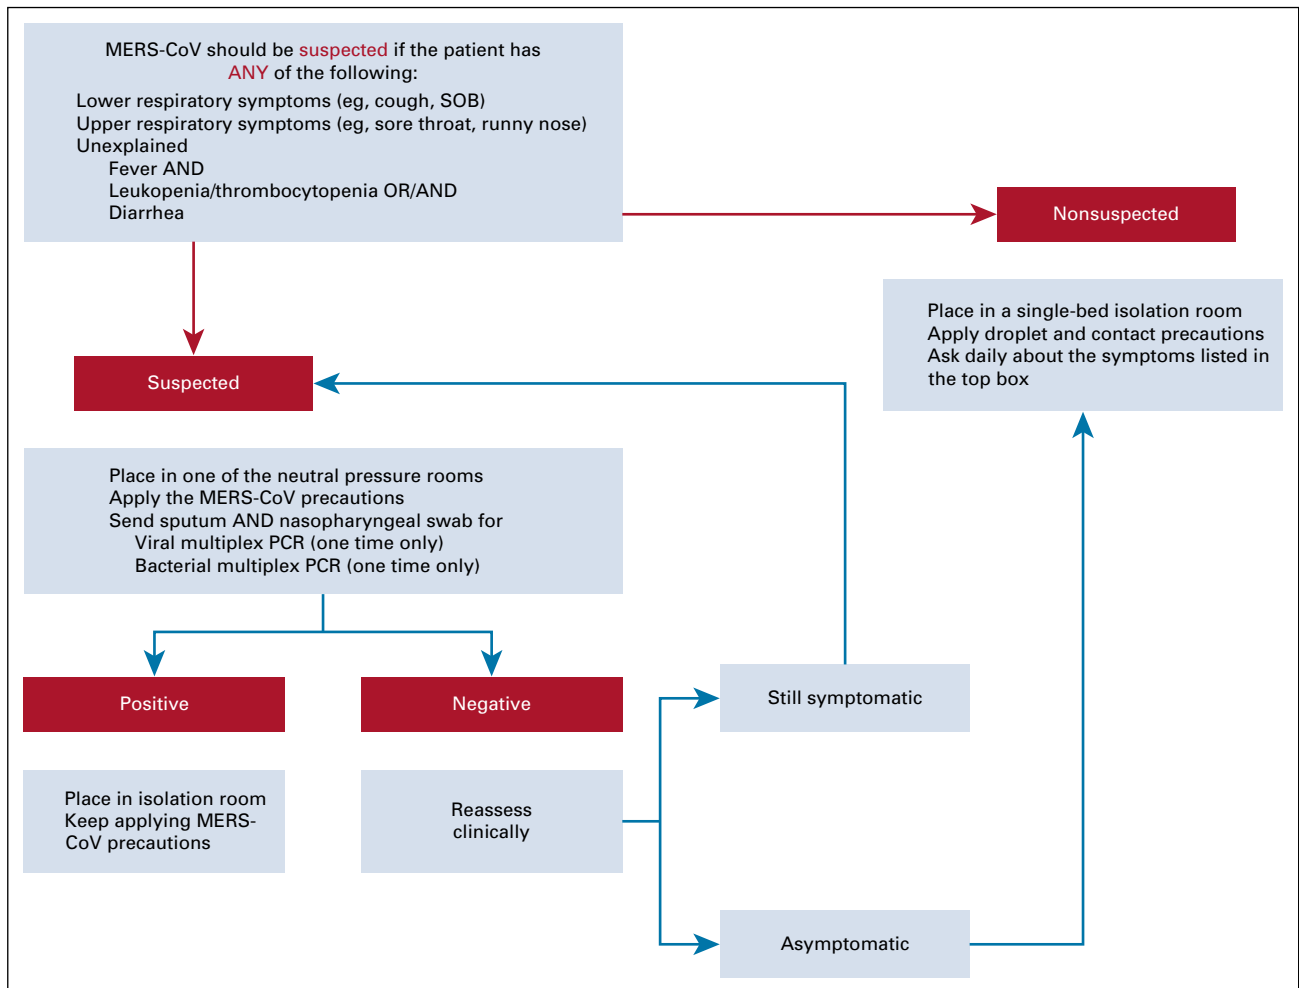 MERS-CoV should be suspected if the patient has
ANY of the following:
Lower respiratory symptoms (eg, cough, SOB)
Upper respiratory symptoms (eg, sore throat, runny nose)
Unexplained
Fever AND
Leukopenia/thrombocytopenia OR/AND
Diarrhea
Nonsuspected
Place in a single-bed isolation room
Apply droplet and contact precautions
Ask daily about the symptoms listed in
the top box
Suspected
Place in one of the neutral pressure rooms
Apply the MERS-CoV precautions
Send sputum AND nasopharyngeal swab for
Viral multiplex PCR (one time only)
Bacterial multiplex PCR (one time only)
Positive
Negative
Still symptomatic
Place in isolation room
Keep applying MERS-
CoV precautions
Reassess
clinically
Asymptomatic